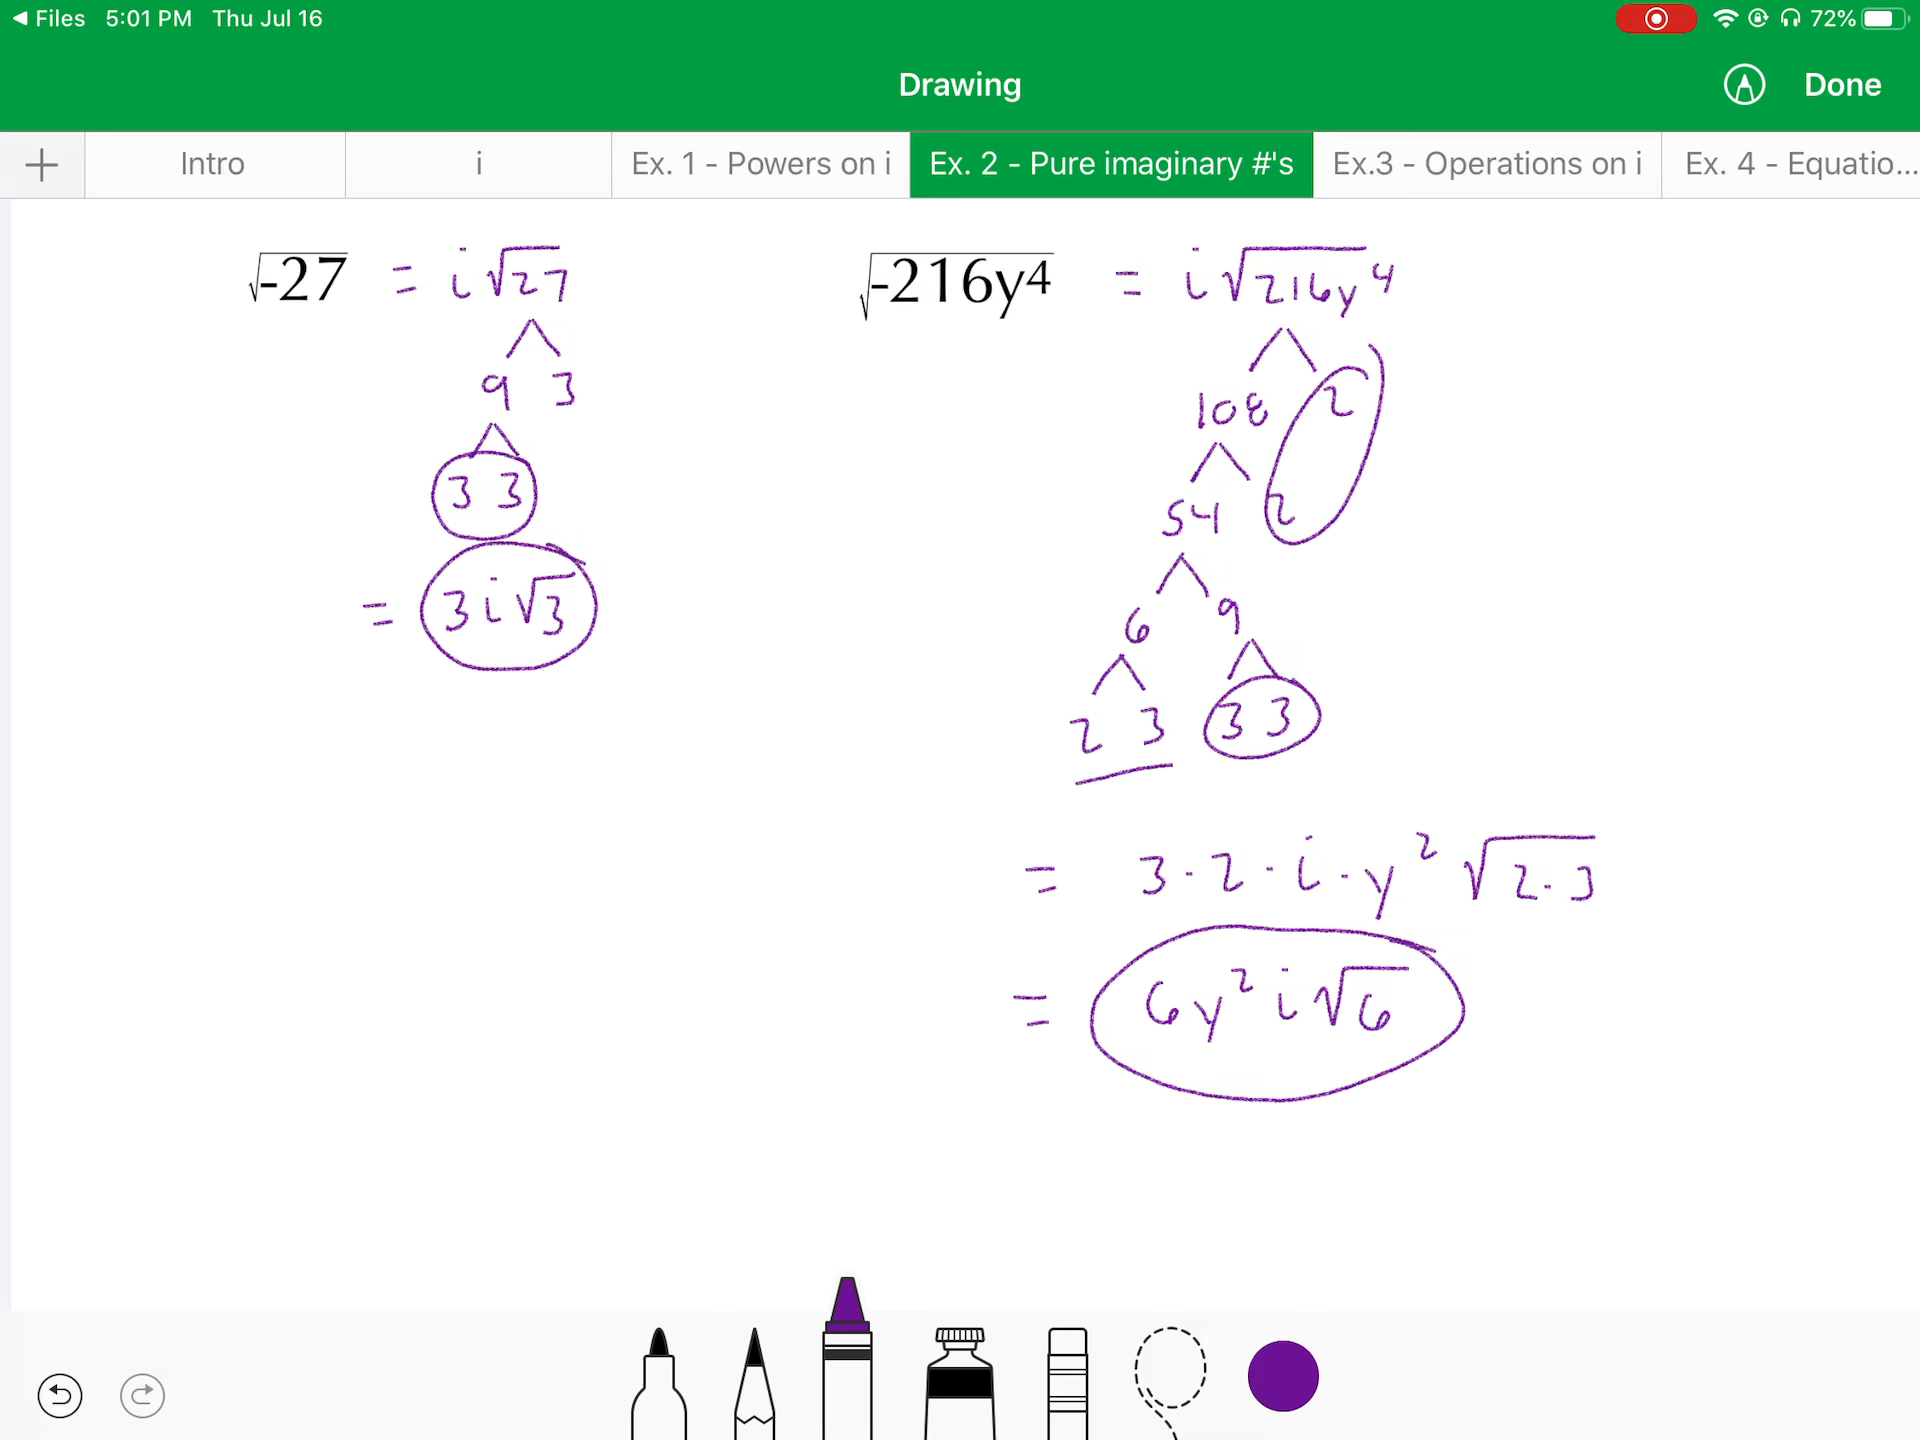 Files 5:01 PM Thu Jul 16 72%
Drawing Done
Intro i Ex. 1 - Powers on i Ex. 2 - Pure imaginary #'s Ex.3 - Operations on i Ex. 4 - Equatio...
√-27 = i√27
9 3
3 3
= 3i√3
√-216y⁴ = i√216y⁴
108 2
54 2
6 9
2 3 3 3
= 3·2·i·y² √2·3
= 6y² i√6